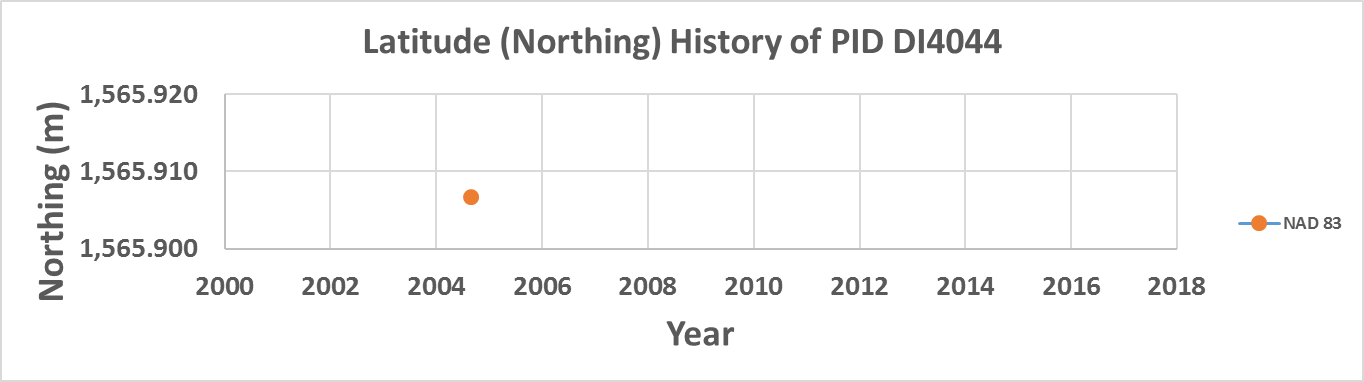 Latitude (Northing) History of PID DI4044
Northing (m)
1,565.920
1,565.910
1,565.900
2000 2002 2004 2006 2008 2010 2012 2014 2016 2018
Year
NAD 83